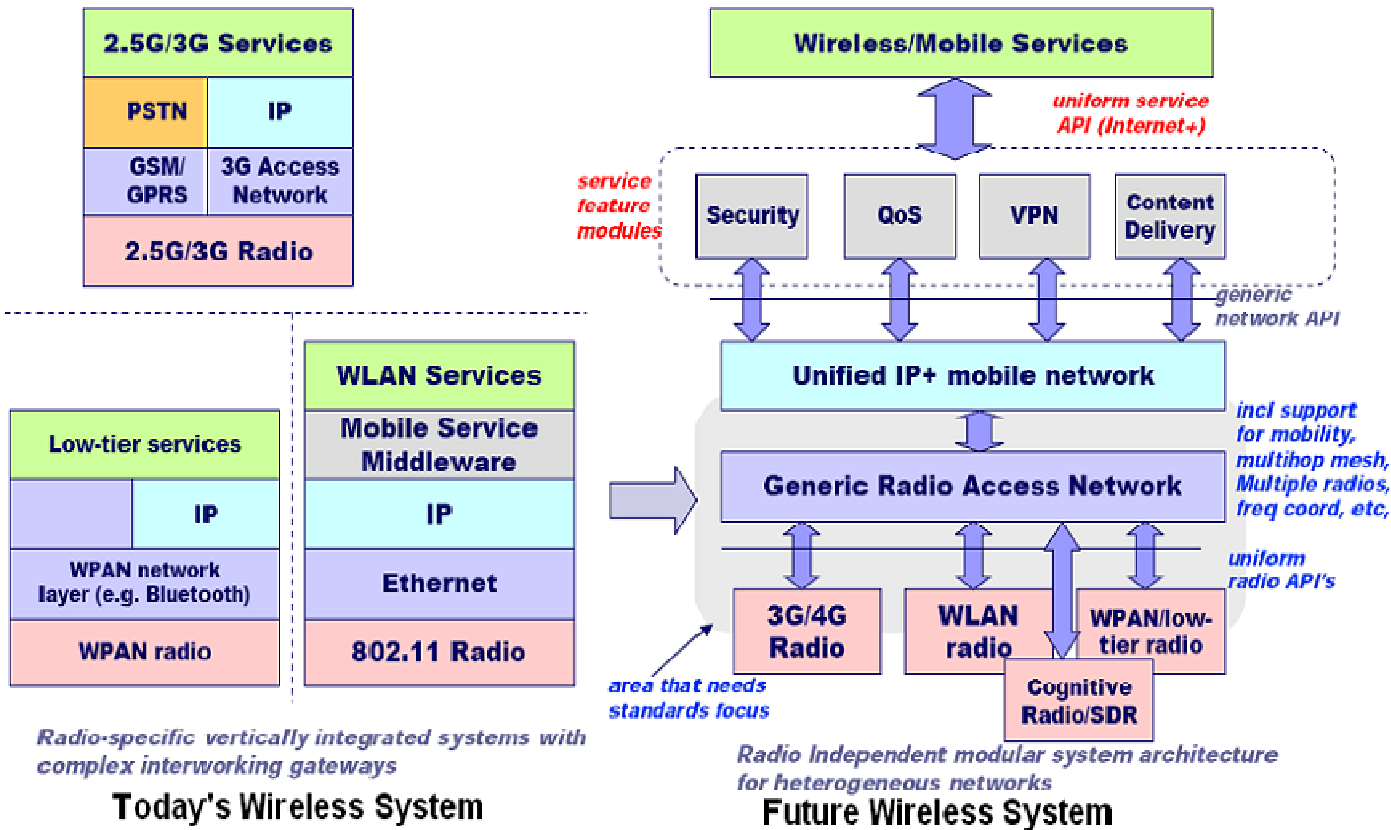 2.5G/3G Services
PSTN
IP
GSM/
GPRS
3G Access
Network
2.5G/3G Radio
Low-tier services
IP
WPAN network
layer (e.g. Bluetooth)
WPAN radio
WLAN Services
Mobile Service
Middleware
IP
Ethernet
802.11 Radio
Radio-specific vertically integrated systems with
complex interworking gateways
Today's Wireless System
Wireless/Mobile Services
uniform service
API (Internet+)
service
feature
modules
Security
QoS
VPN
Content
Delivery
generic
network API
Unified IP+ mobile network
incl support
for mobility,
multihop mesh,
Multiple radios,
freq coord, etc,
Generic Radio Access Network
uniform
radio API's
3G/4G
Radio
WLAN
radio
WPAN/low-
tier radio
Cognitive
Radio/SDR
area that needs
standards focus
Radio Independent modular system architecture
for heterogeneous networks
Future Wireless System